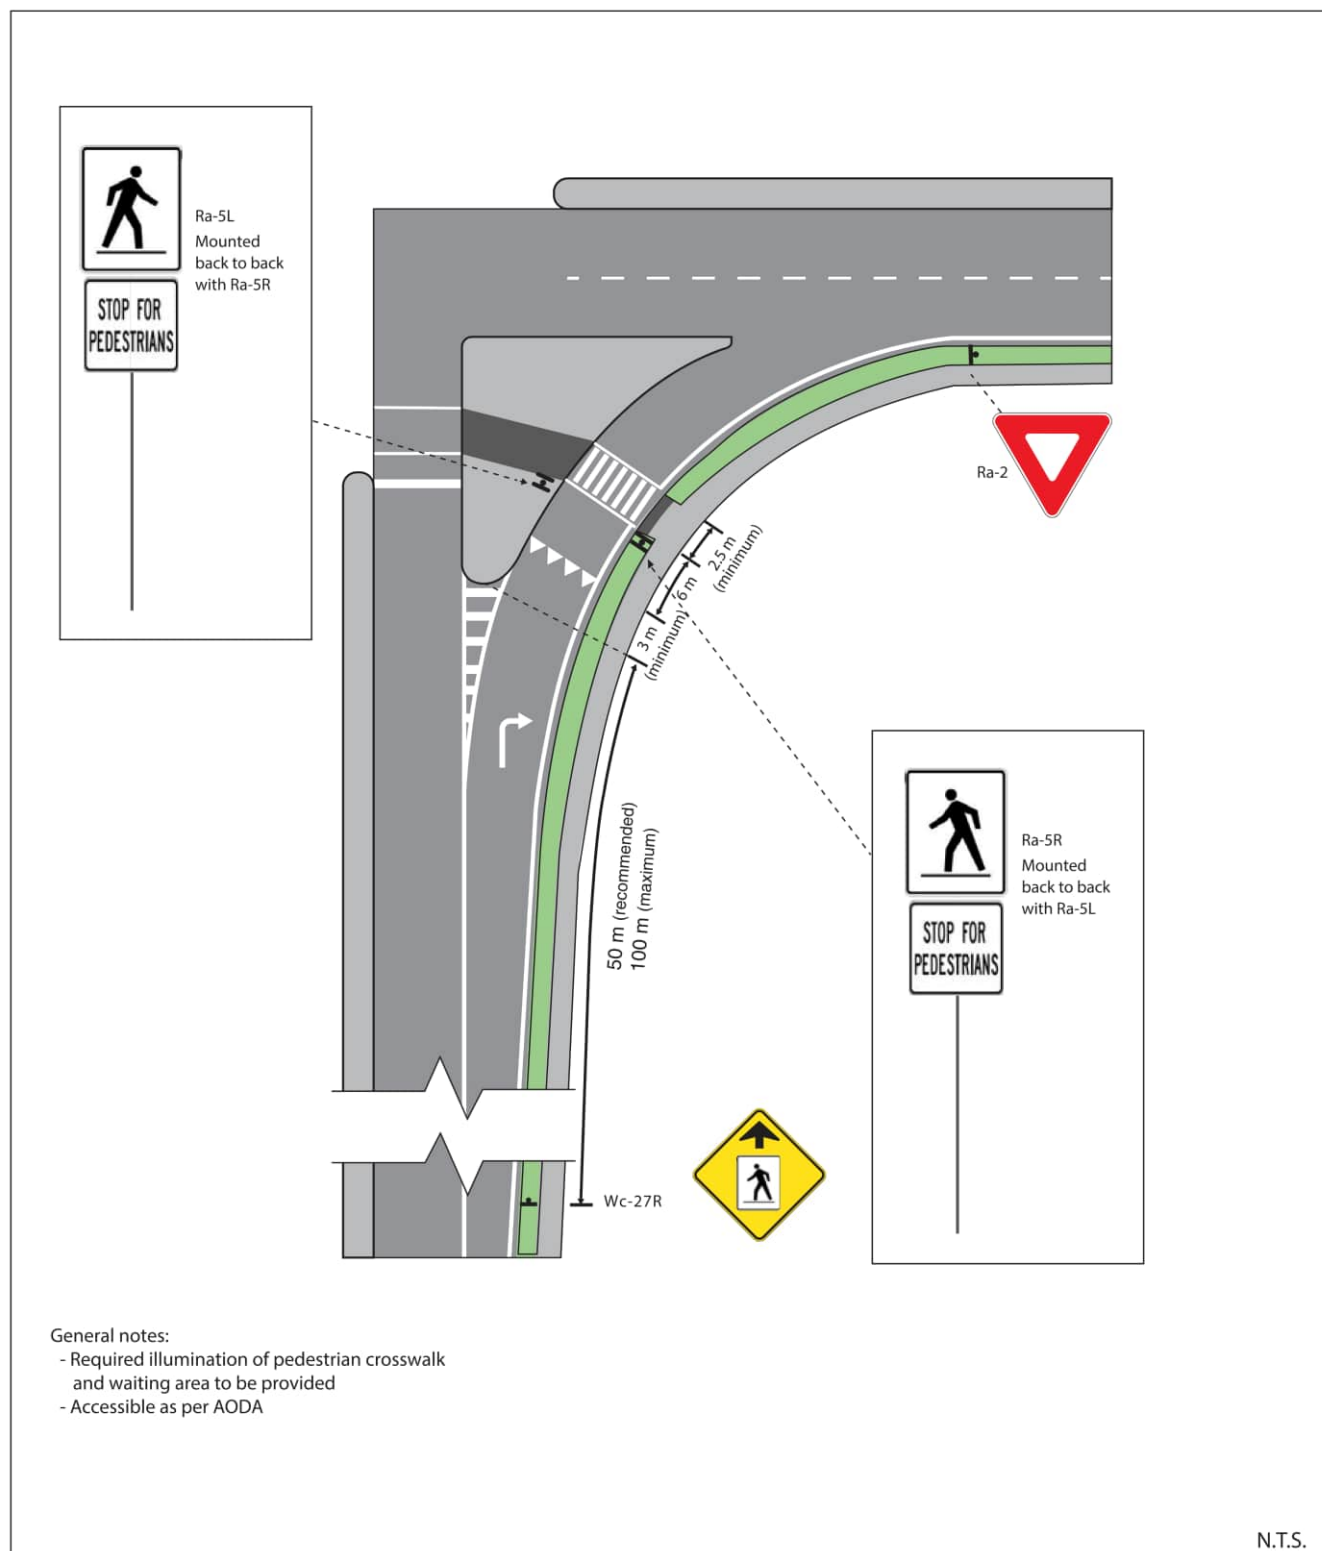 Ra-5L
Mounted
back to back
with Ra-5R
STOP FOR
PEDESTRIANS
Ra-2
2.5 m
(minimum)
6 m
3 m
(minimum)
50 m (recommended)
100 m (maximum)
Ra-5R
Mounted
back to back
with Ra-5L
STOP FOR
PEDESTRIANS
Wc-27R
General notes:
- Required illumination of pedestrian crosswalk
and waiting area to be provided
- Accessible as per AODA
N.T.S.